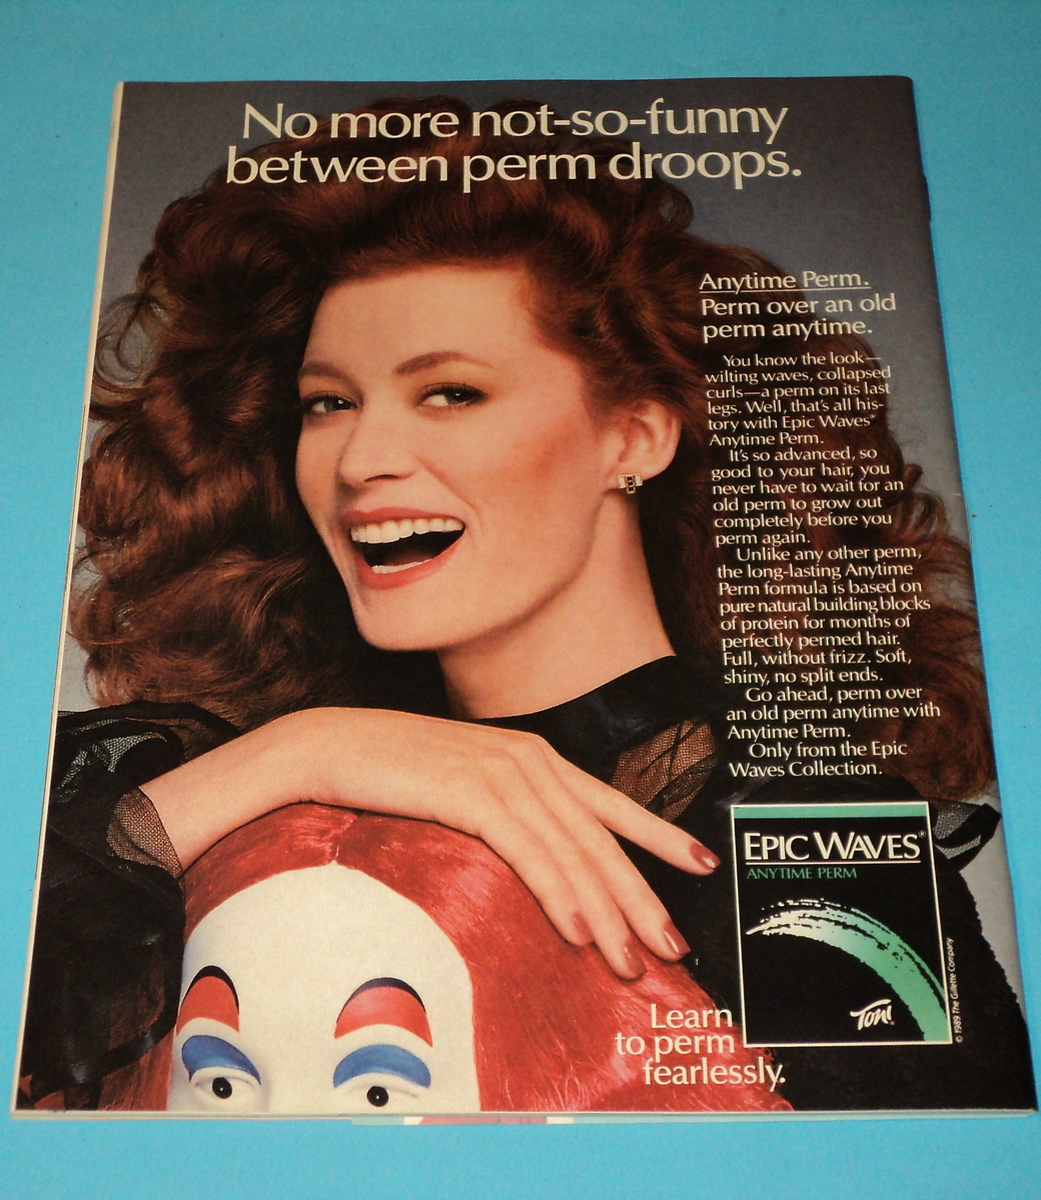 No more not-so-funny
between perm droops.
Anytime Perm.
Perm over an old
perm anytime.
You know the look—
wilting waves, collapsed
curls—a perm on its last
legs. Well, that's all his-
tory with Epic Waves®
Anytime Perm.
It's so advanced, so
good to your hair, you
never have to wait for an
old perm to grow out
completely before you
perm again.
Unlike any other perm,
the long-lasting Anytime
Perm formula is based on
pure natural building blocks
of protein for months of
perfectly permed hair.
Full, without frizz. Soft,
shiny, no split ends.
Go ahead, perm over
an old perm anytime with
Anytime Perm.
Only from the Epic
Waves Collection.
EPIC WAVES®
ANYTIME PERM
Toni®
© 1989 The Gillette Company
Learn
to perm
fearlessly.